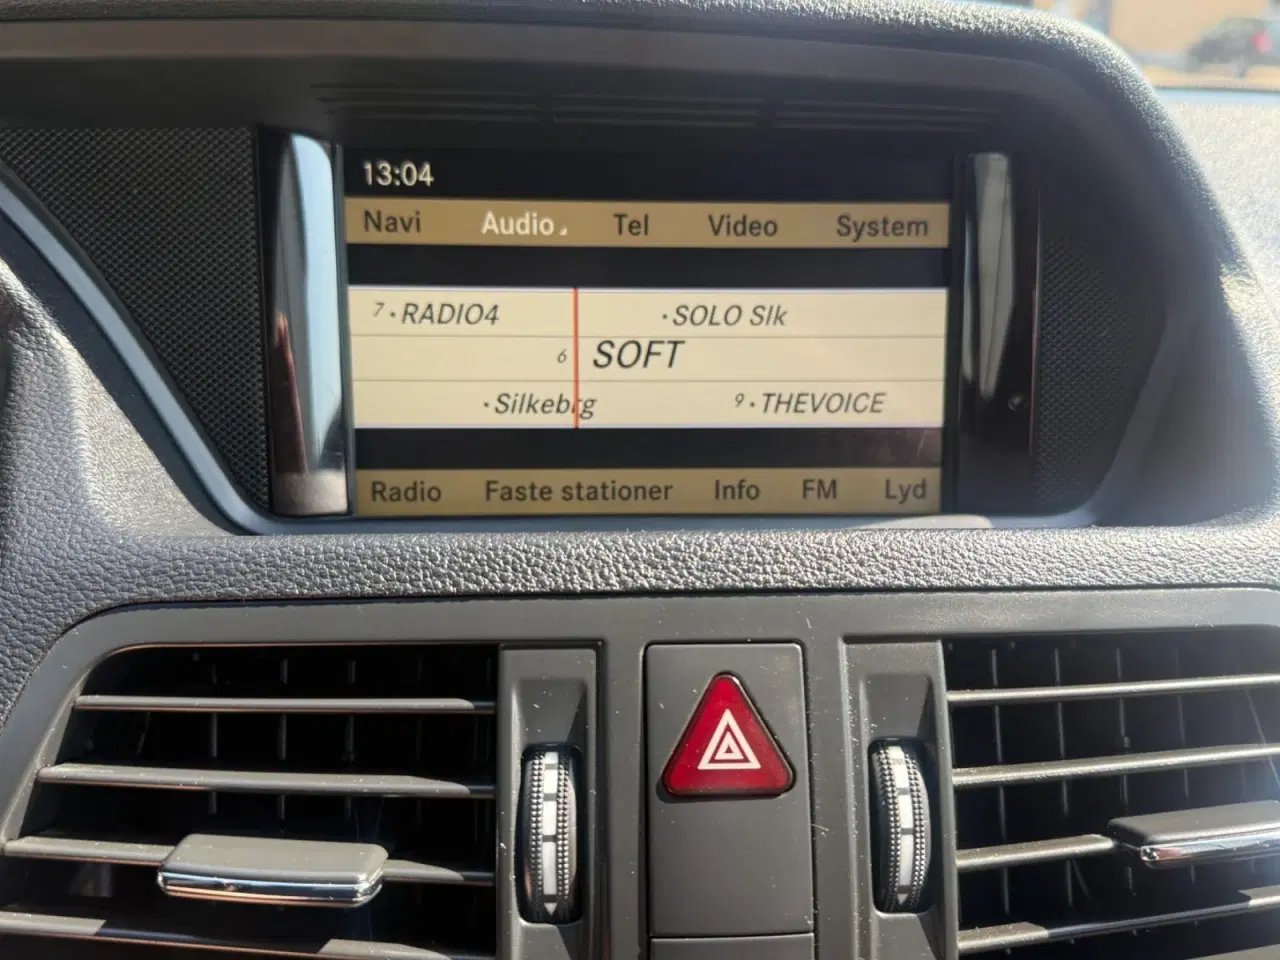 13:04
Navi Audio Tel Video System
7 · RADIO4 · SOLO Slk
6 SOFT
· Silkebrg 9 · THEVOICE
Radio Faste stationer Info FM Lyd